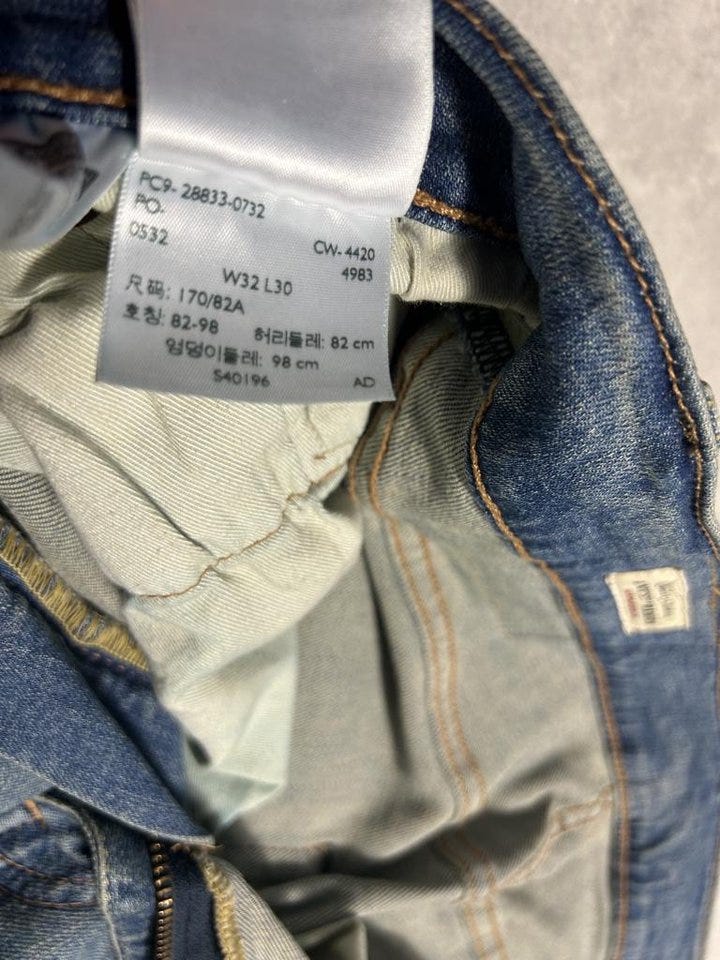 PC9- 28833-0732
PO-
0532
CW- 4420
4983
W32 L30
尺码: 170/82A
호칭: 82-98 허리둘레: 82 cm
엉덩이둘레: 98 cm
S40196 AD